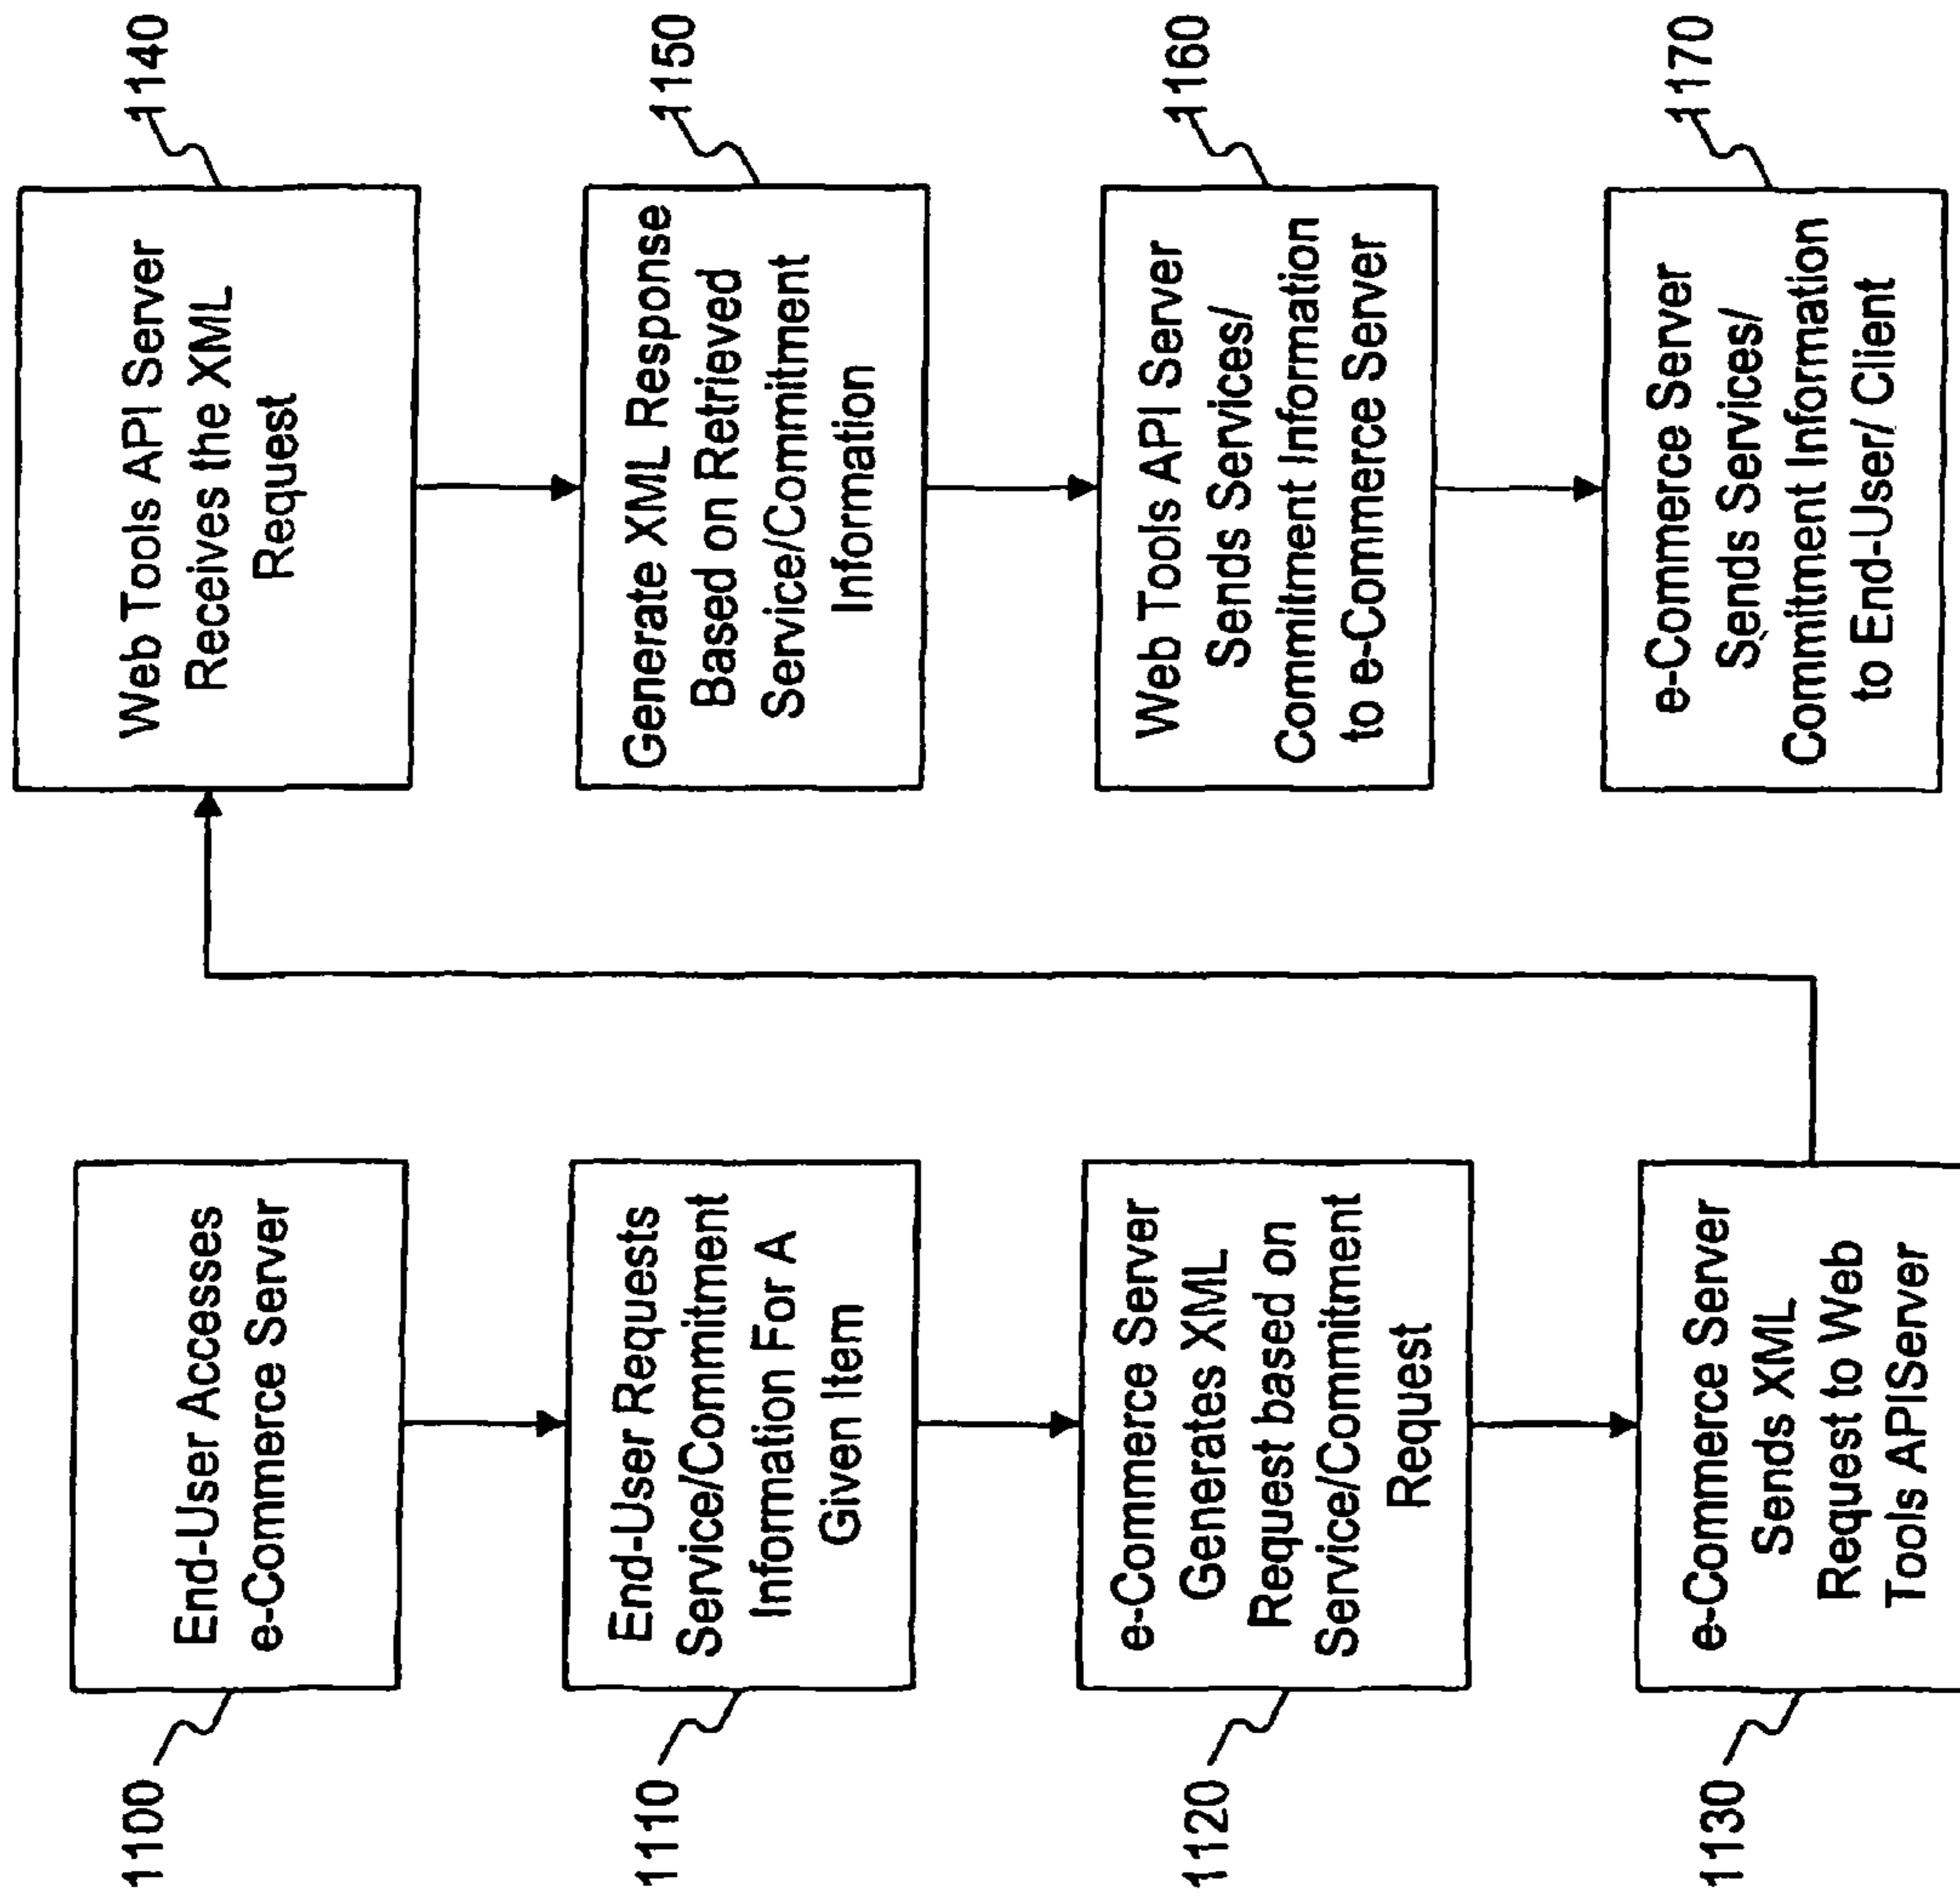 1100
End-User Accesses
e-Commerce Server
1110
End-User Requests
Service/Commitment
Information For A
Given Item
1120
e-Commerce Server
Generates XML
Request based on
Service/Commitment
Request
1130
e-Commerce Server
Sends XML
Request to Web
Tools APIServer
1140
Web Tools API Server
Receives the XML
Request
1150
Generate XML Response
Based on Retrieved
Service/Commitment
Information
1160
Web Tools API Server
Sends Services/
Commitment Information
to e-Commerce Server
1170
e-Commerce Server
Sends Services/
Commitment Information
to End-User/ Client